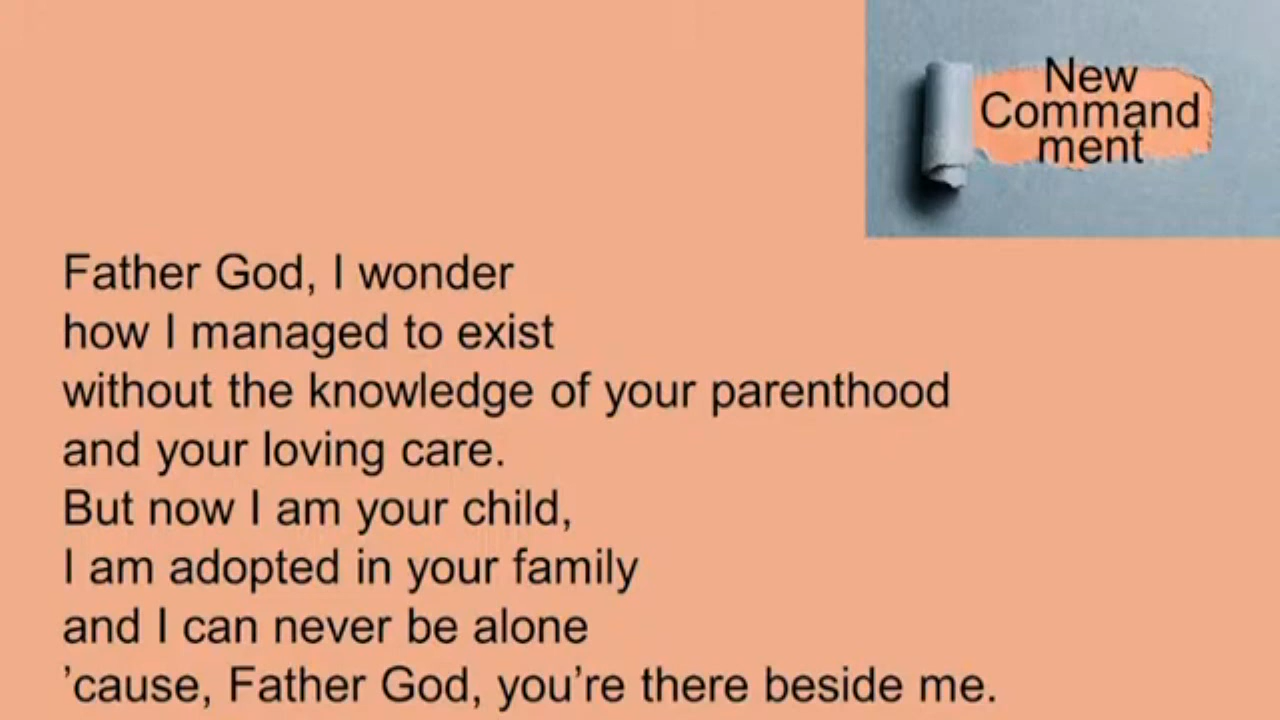 New
Command
ment
Father God, I wonder
how I managed to exist
without the knowledge of your parenthood
and your loving care.
But now I am your child,
I am adopted in your family
and I can never be alone
’cause, Father God, you’re there beside me.